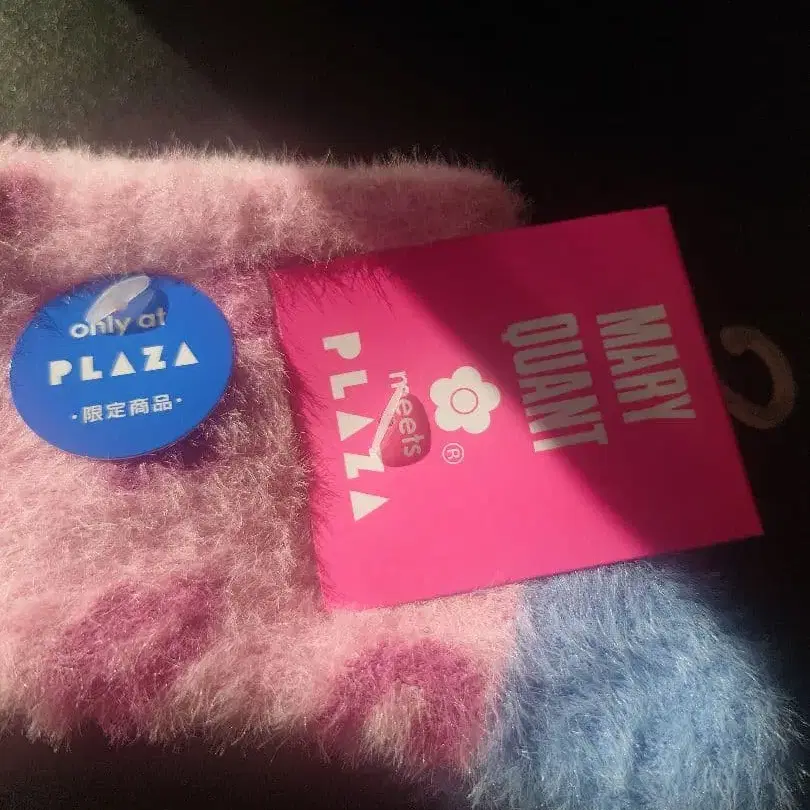 only at
PLAZA
·限定商品·
MARY
QUANT
®
meets
PLAZA